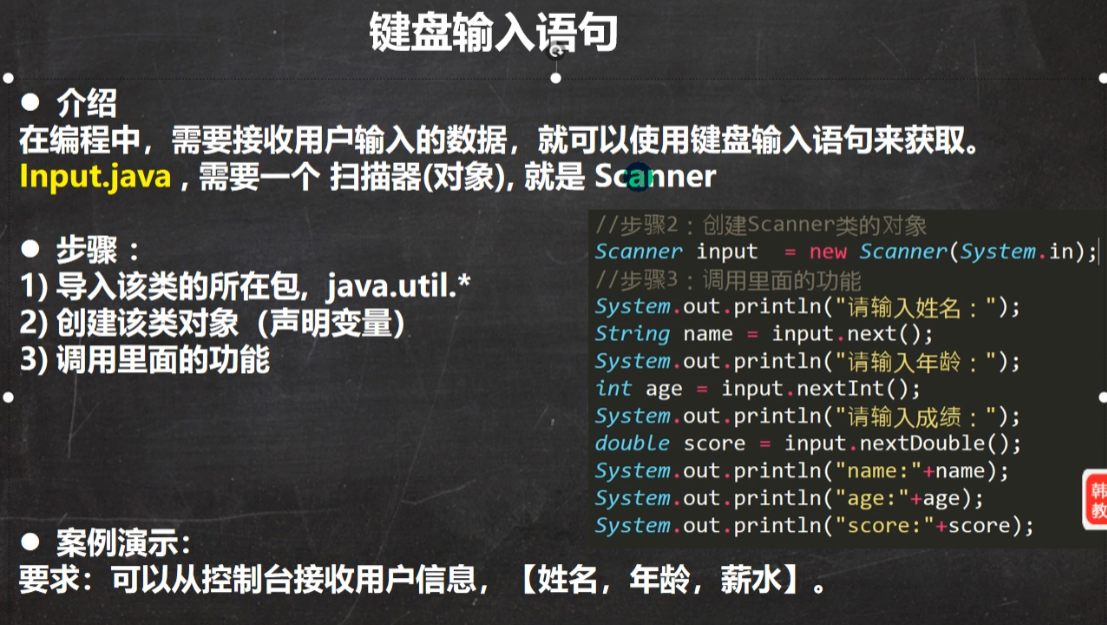 键盘输入语句
● 介绍
在编程中，需要接收用户输入的数据，就可以使用键盘输入语句来获取。
Input.java , 需要一个 扫描器(对象), 就是 Scanner
● 步骤 ：
1) 导入该类的所在包, java.util.*
2) 创建该类对象（声明变量）
3) 调用里面的功能
//步骤2：创建Scanner类的对象
Scanner input  = new Scanner(System.in);
//步骤3：调用里面的功能
System.out.println("请输入姓名：");
String name = input.next();
System.out.println("请输入年龄：");
int age = input.nextInt();
System.out.println("请输入成绩：");
double score = input.nextDouble();
System.out.println("name:"+name);
System.out.println("age:"+age);
System.out.println("score:"+score);
● 案例演示：
要求：可以从控制台接收用户信息，【姓名，年龄，薪水】。
韩
教